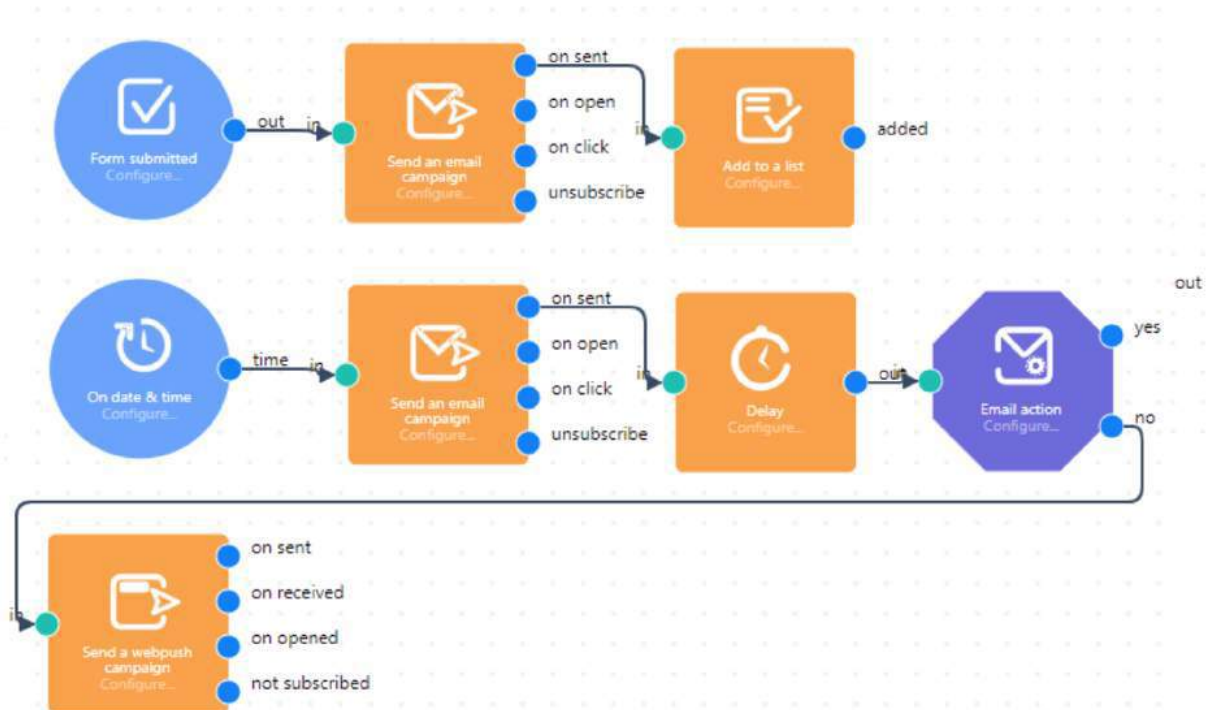 Form submitted
Configure...
out
in
Send an email
campaign
Configure...
on sent
on open
on click
unsubscribe
in
Add to a list
Configure...
added
On date & time
Configure...
time
in
Send an email
campaign
Configure...
on sent
on open
on click
unsubscribe
in
Delay
Configure...
out
in
Email action
Configure...
out
yes
no
in
Send a webpush
campaign
Configure...
on sent
on received
on opened
not subscribed